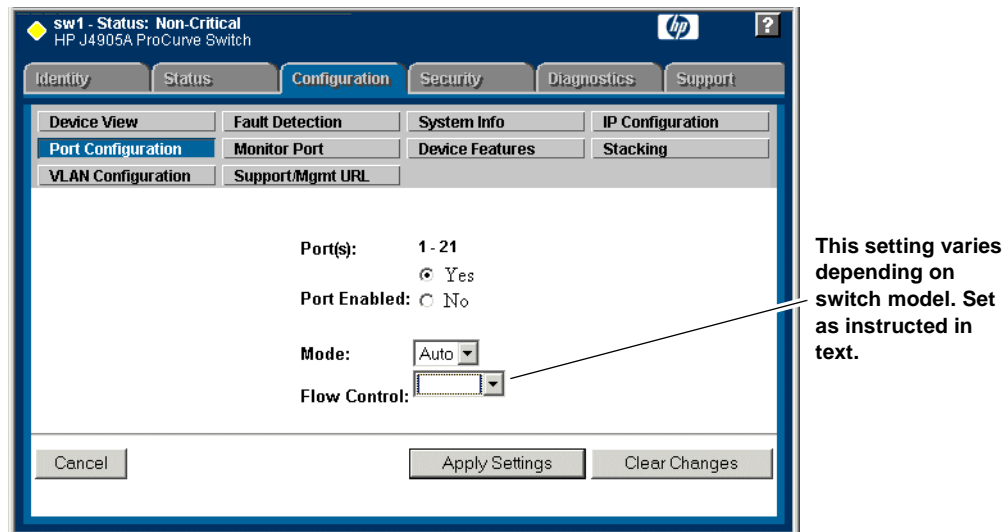 sw1 - Status: Non-Critical
HP J4905A ProCurve Switch
hp
?
Identity Status Configuration Security Diagnostics Support
Device View Fault Detection System Info IP Configuration
Port Configuration Monitor Port Device Features Stacking
VLAN Configuration Support/Mgmt URL
Port(s): 1 - 21
Yes
Port Enabled: No
Mode: Auto
Flow Control:
Cancel Apply Settings Clear Changes
This setting varies
depending on
switch model. Set
as instructed in
text.